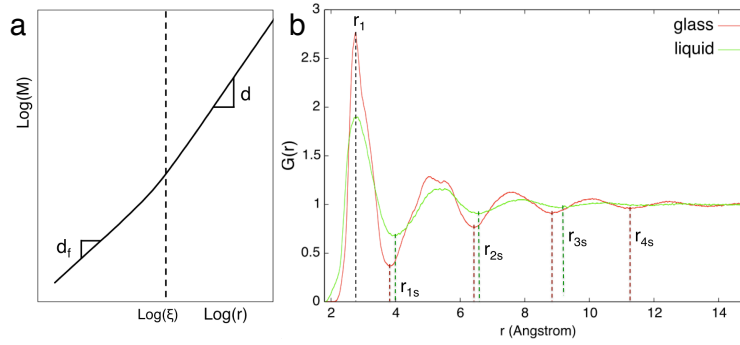 a
Log(M)
d
d_f
Log(ξ)
Log(r)
b
G(r)
3
2.5
2
1.5
1
0.5
0
2
4
6
8
10
12
14
r (Angstrom)
glass
liquid
r_1
r_1s
r_2s
r_3s
r_4s